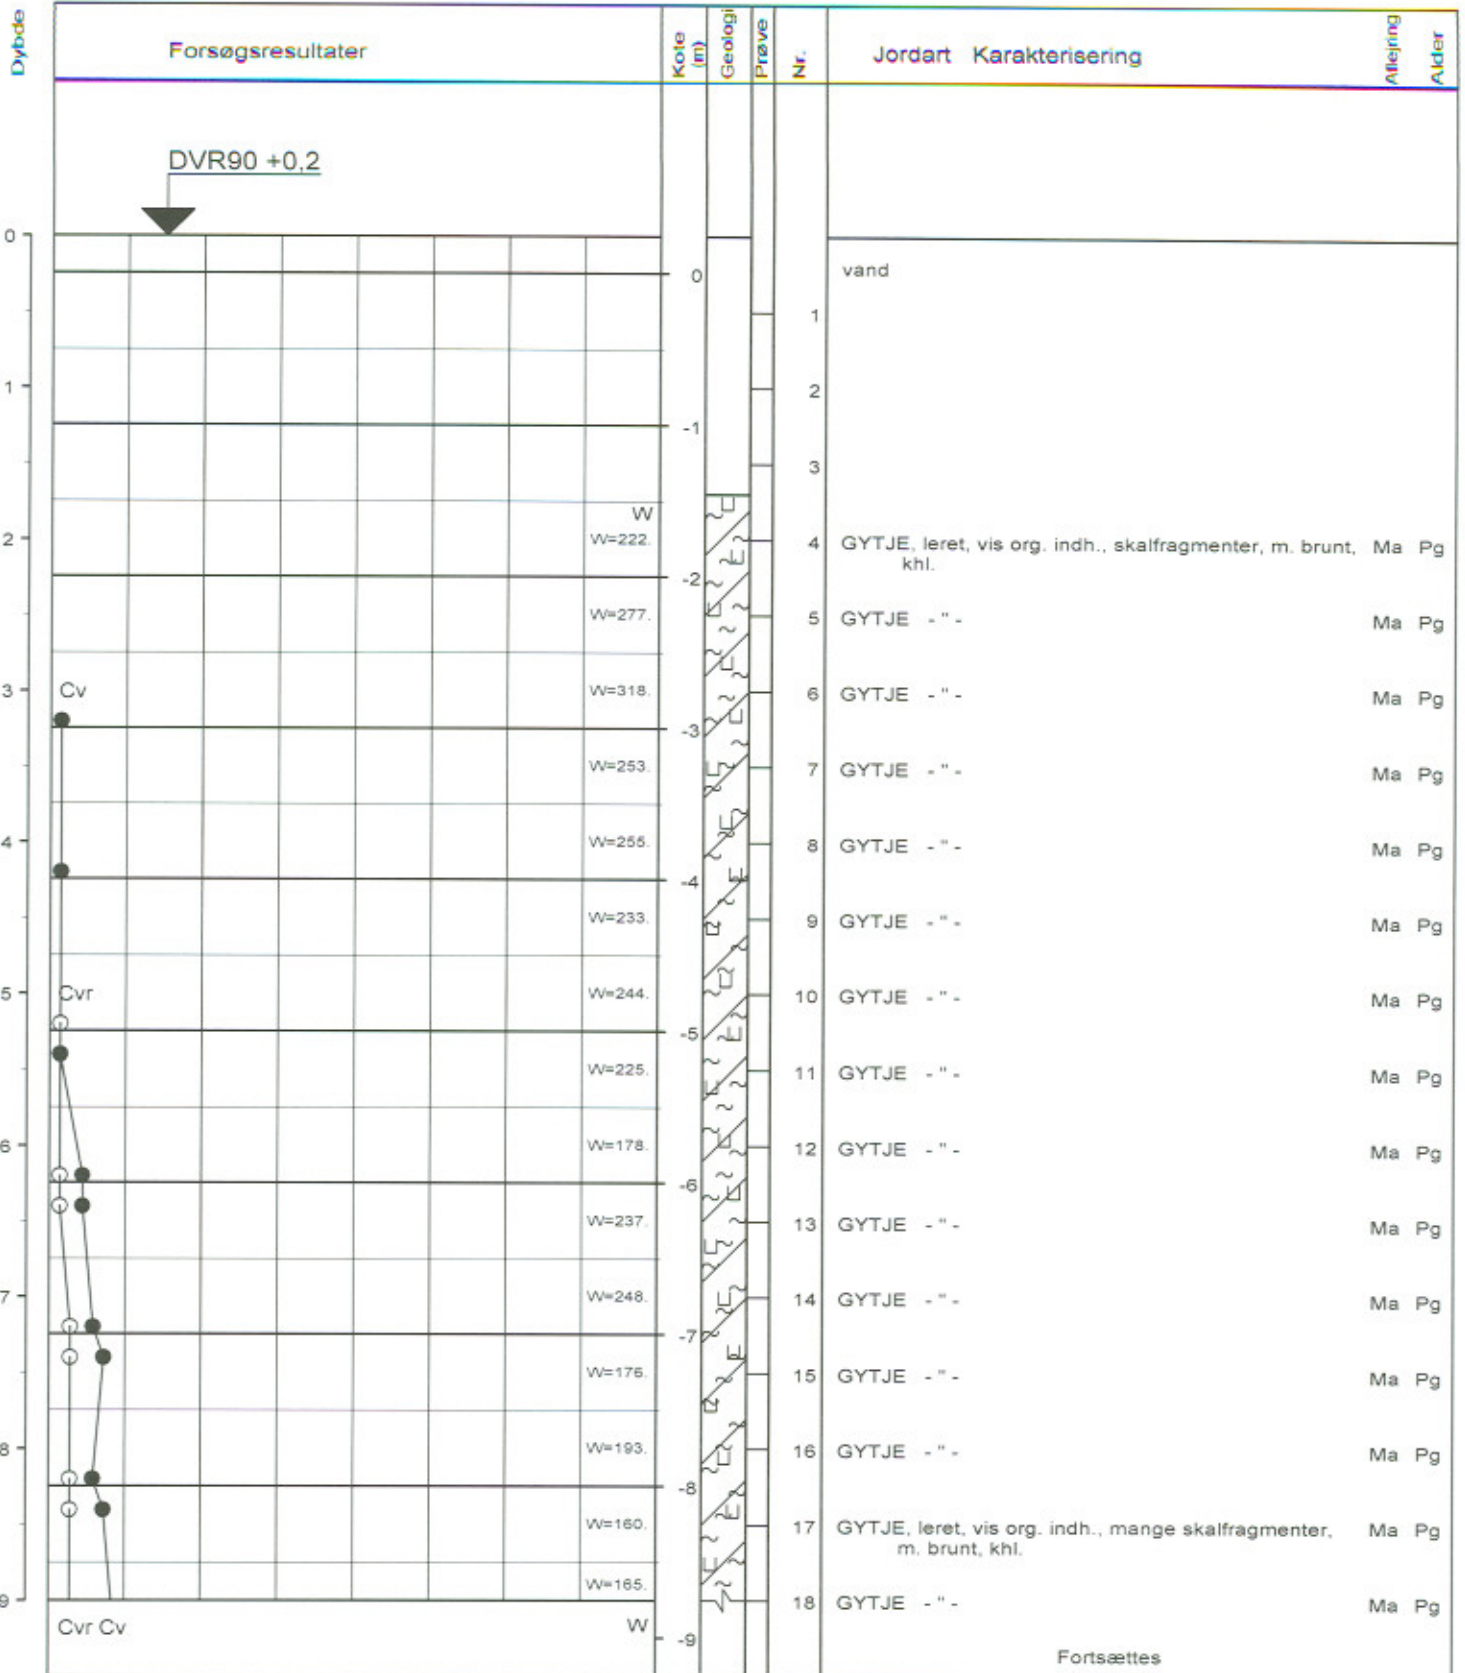 Dybde Forsøgsresultater Kote (m) Geologi Prøve Nr. Jordart Karakterisering Aflejring Alder
DVR90 +0,2
0
0 vand
1
1 2
-1
3
W
2 W=222. 4 GYTJE, leret, vis org. indh., skalfragmenter, m. brunt, Ma Pg
khl.
-2
W=277. 5 GYTJE - " - Ma Pg
3 Cv W=318. 6 GYTJE - " - Ma Pg
-3
W=253. 7 GYTJE - " - Ma Pg
4 W=255. 8 GYTJE - " - Ma Pg
-4
W=233. 9 GYTJE - " - Ma Pg
5 Cvr W=244. 10 GYTJE - " - Ma Pg
-5
W=225. 11 GYTJE - " - Ma Pg
6 W=178. 12 GYTJE - " - Ma Pg
-6
W=237. 13 GYTJE - " - Ma Pg
7 W=248. 14 GYTJE - " - Ma Pg
-7
W=176. 15 GYTJE - " - Ma Pg
8 W=193. 16 GYTJE - " - Ma Pg
-8
W=160. 17 GYTJE, leret, vis org. indh., mange skalfragmenter, Ma Pg
m. brunt, khl.
9 W=165. 18 GYTJE - " - Ma Pg
Cvr Cv W
-9
Fortsættes